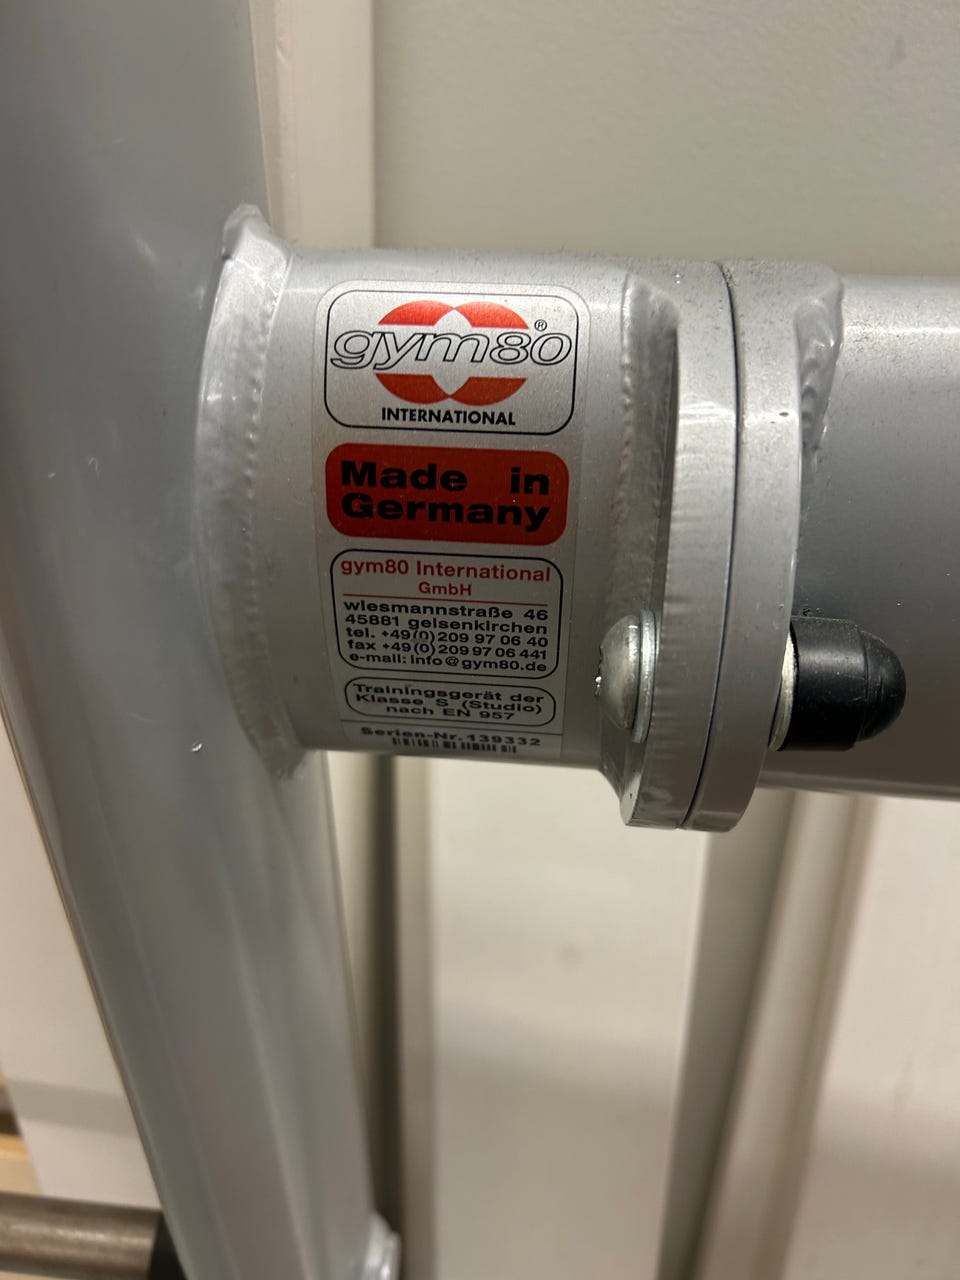 gym80®
INTERNATIONAL
Made in
Germany
gym80 International
GmbH
wiesmannstraße 46
45881 gelsenkirchen
tel. +49(0)209 97 06 40
fax +49(0)209 97 06 441
e-mail: info@gym80.de
Trainingsgerät der
Klasse S (Studio)
nach EN 957
Serien-Nr. 139332